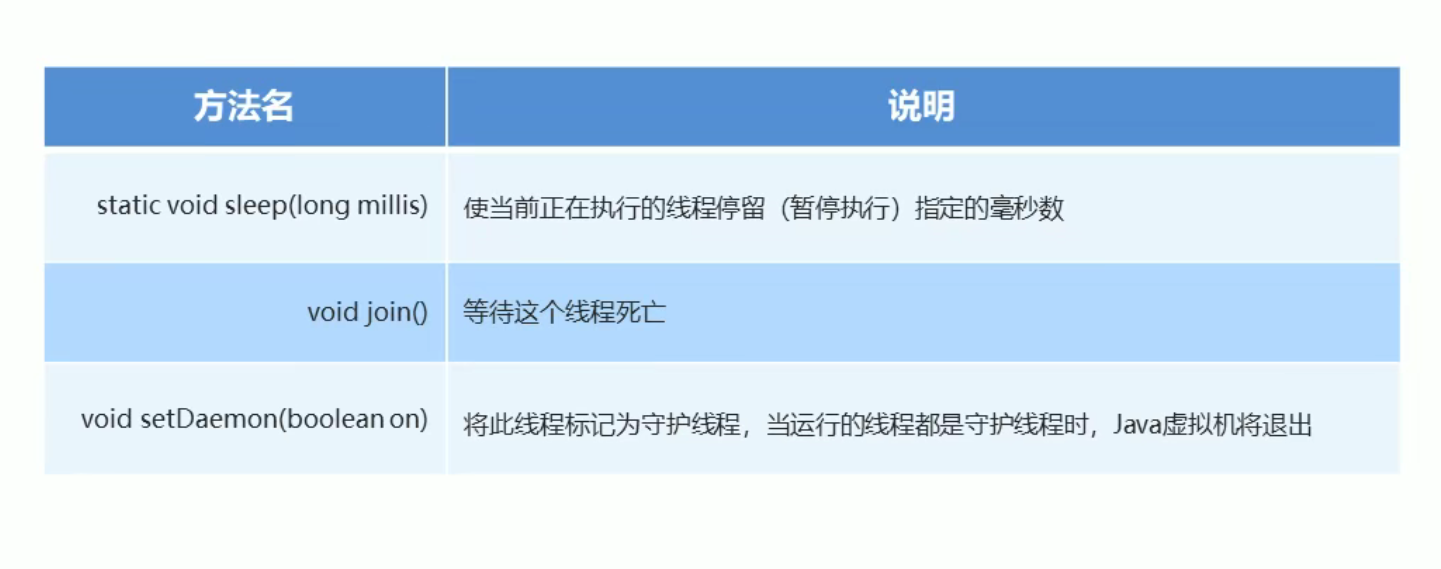 方法名 说明
static void sleep(long millis) 使当前正在执行的线程停留（暂停执行）指定的毫秒数
void join() 等待这个线程死亡
void setDaemon(boolean on) 将此线程标记为守护线程，当运行的线程都是守护线程时，Java虚拟机将退出